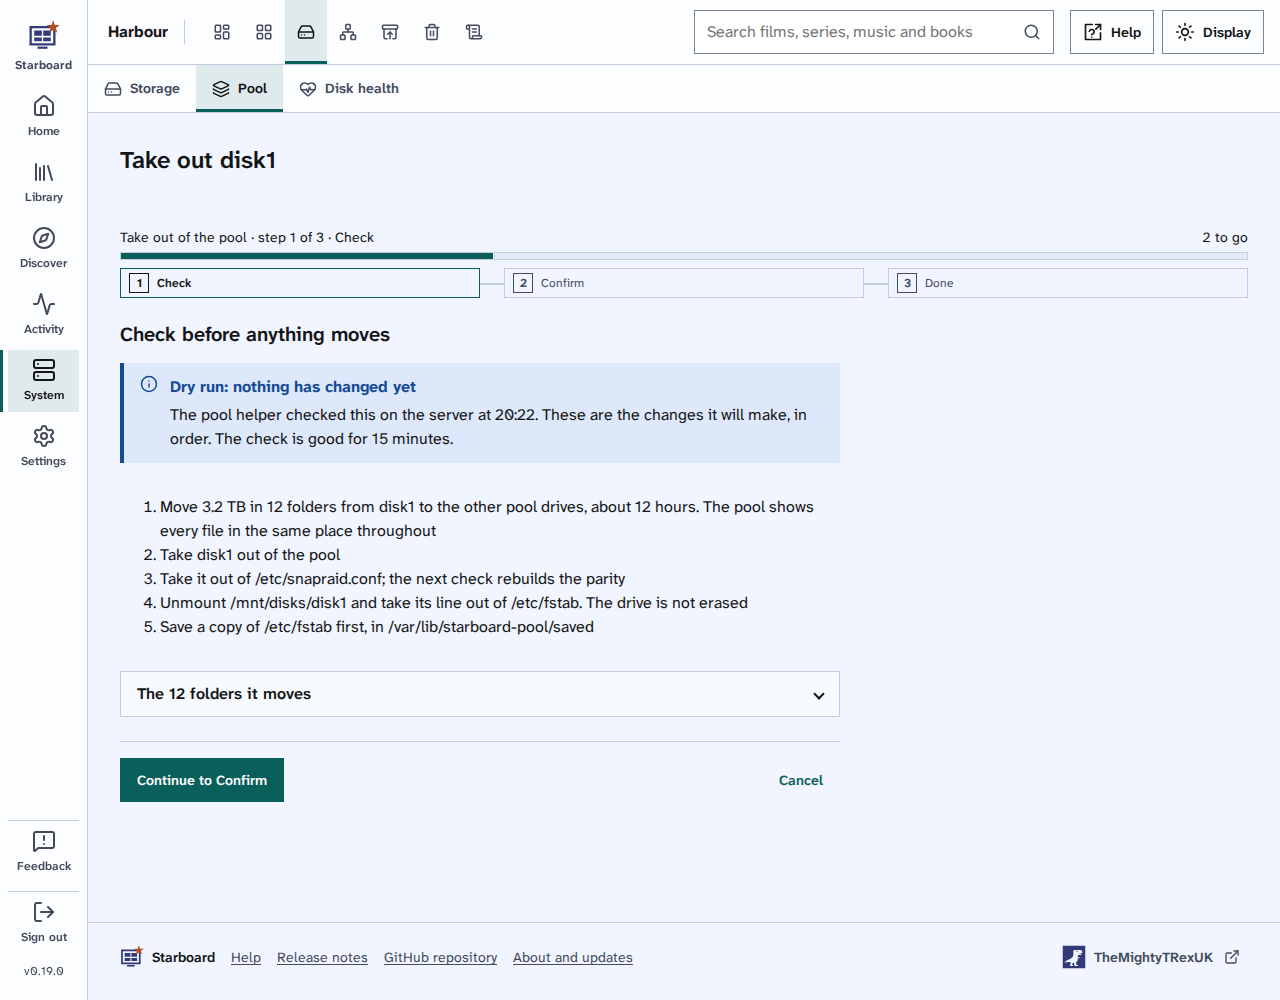 Starboard
Home
Library
Discover
Activity
System
Settings
Feedback
Sign out
v0.19.0
Harbour
Search films, series, music and books
Help
Display
Storage
Pool
Disk health
Take out disk1
Take out of the pool · step 1 of 3 · Check
2 to go
1 Check
2 Confirm
3 Done
Check before anything moves
Dry run: nothing has changed yet
The pool helper checked this on the server at 20:22. These are the changes it will make, in
order. The check is good for 15 minutes.
1. Move 3.2 TB in 12 folders from disk1 to the other pool drives, about 12 hours. The pool shows
every file in the same place throughout
2. Take disk1 out of the pool
3. Take it out of /etc/snapraid.conf; the next check rebuilds the parity
4. Unmount /mnt/disks/disk1 and take its line out of /etc/fstab. The drive is not erased
5. Save a copy of /etc/fstab first, in /var/lib/starboard-pool/saved
The 12 folders it moves
Continue to Confirm
Cancel
Starboard
Help
Release notes
GitHub repository
About and updates
TheMightyTRexUK